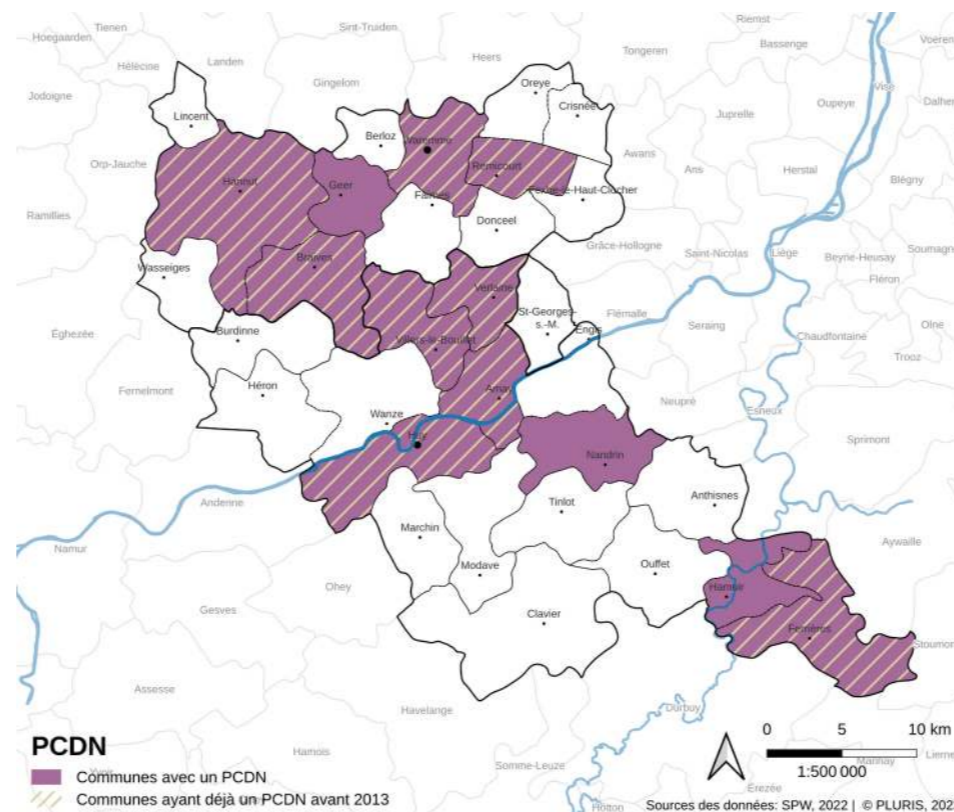 Tienen
Sint-Truiden
Riemst
Hoegaarden
Landen
Heers
Tongeren
Bassenge
Voeren
Hélécine
Gingelom
Oreye
Visé
Jodoigne
Crisnée
Oupeye
Dalhem
Lincent
Juprelle
Berloz
Waremme
Orp-Jauche
Awans
Remicourt
Ans
Herstal
Blégny
Hannut
Geer
Fexhe-le-Haut-Clocher
Faimes
Ramillies
Donceel
Grâce-Hollogne
Saint-Nicolas
Liège
Beyne-Heusay
Soumagne
Wasseiges
Braives
Fléron
Verlaine
St-Georges-
s.-M.
Flémalle
Éghezée
Burdinne
Engis
Seraing
Olne
Villers-le-Bouillet
Chaudfontaine
Trooz
Fernelmont
Héron
Amay
Neupré
Wanze
Esneux
Huy
Sprimont
Nandrin
Andenne
Anthisnes
Tinlot
Marchin
Aywaille
Namur
Modave
Ouffet
Ohey
Hamoir
Gesves
Clavier
Ferrières
Stoumont
Assesse
Havelange
Durbuy
PCDN
Hamois
0 5 10 km
Somme-Leuze
Lierne
Manhay
Communes avec un PCDN
1:500 000
Érezée
Communes ayant déjà un PCDN avant 2013
Hotton
Sources des données: SPW, 2022 | © PLURIS, 202